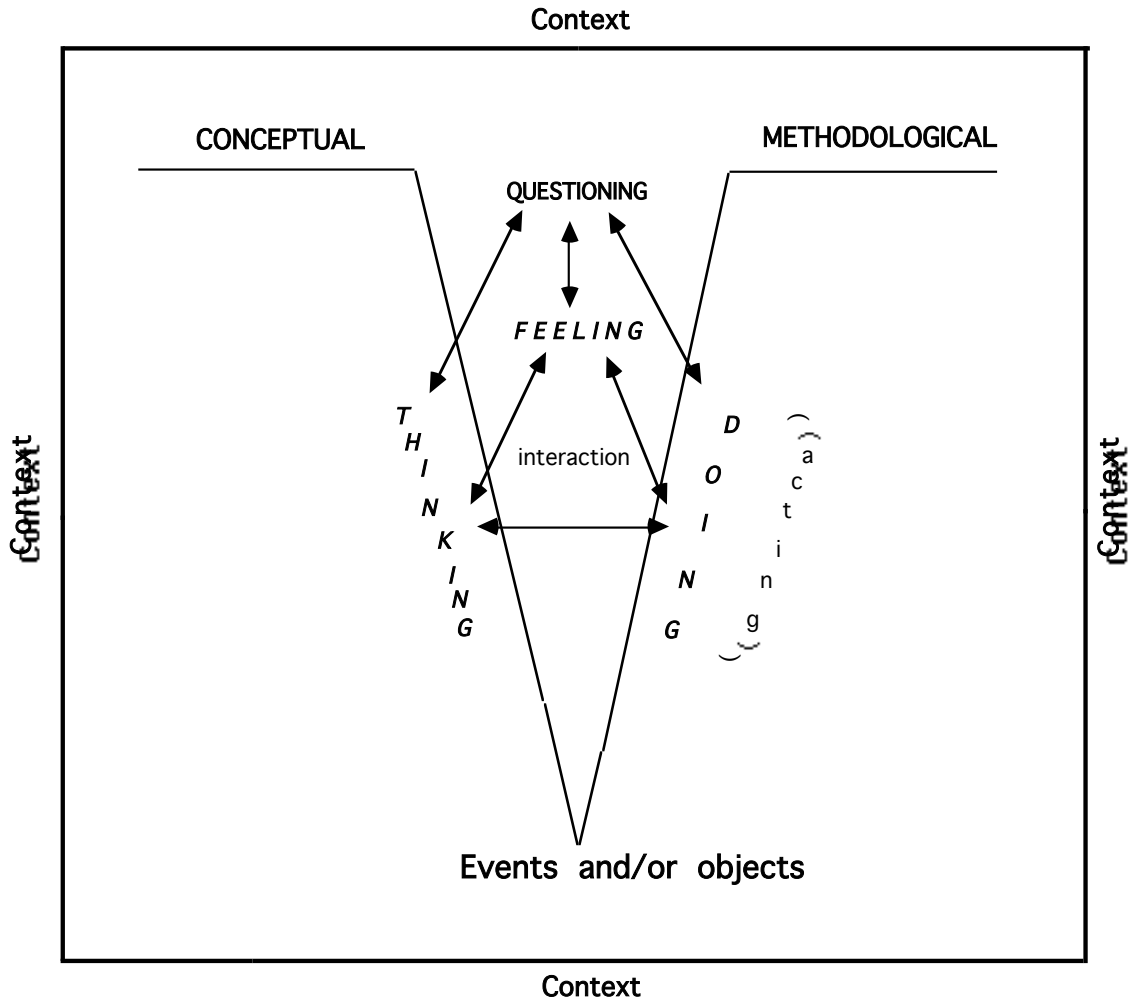 Context
CONCEPTUAL
METHODOLOGICAL
QUESTIONING
FEELING
THINKING
interaction
DOING
(acting)
Context
Context
Events and/or objects
Context